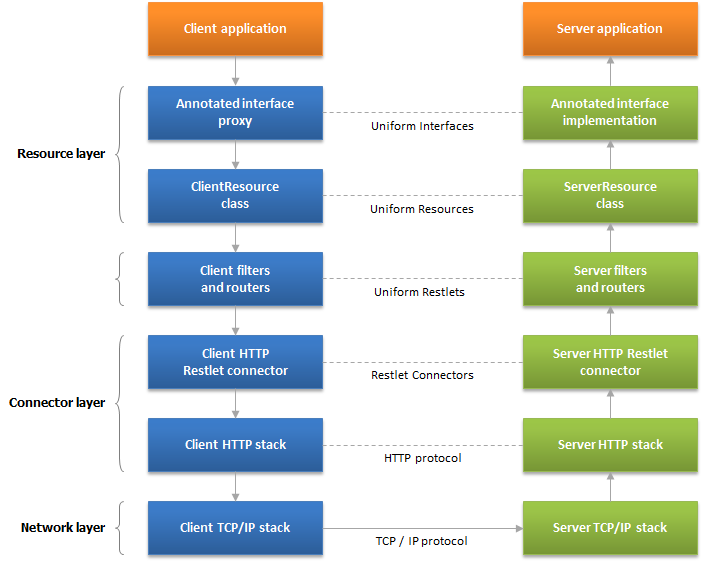 Client application
Server application
Annotated interface
proxy
Uniform Interfaces
Annotated interface
implementation
Resource layer
ClientResource
class
Uniform Resources
ServerResource
class
Client filters
and routers
Uniform Restlets
Server filters
and routers
Client HTTP
Restlet connector
Restlet Connectors
Server HTTP Restlet
connector
Connector layer
Client HTTP stack
HTTP protocol
Server HTTP stack
Network layer
Client TCP/IP stack
TCP / IP protocol
Server TCP/IP stack